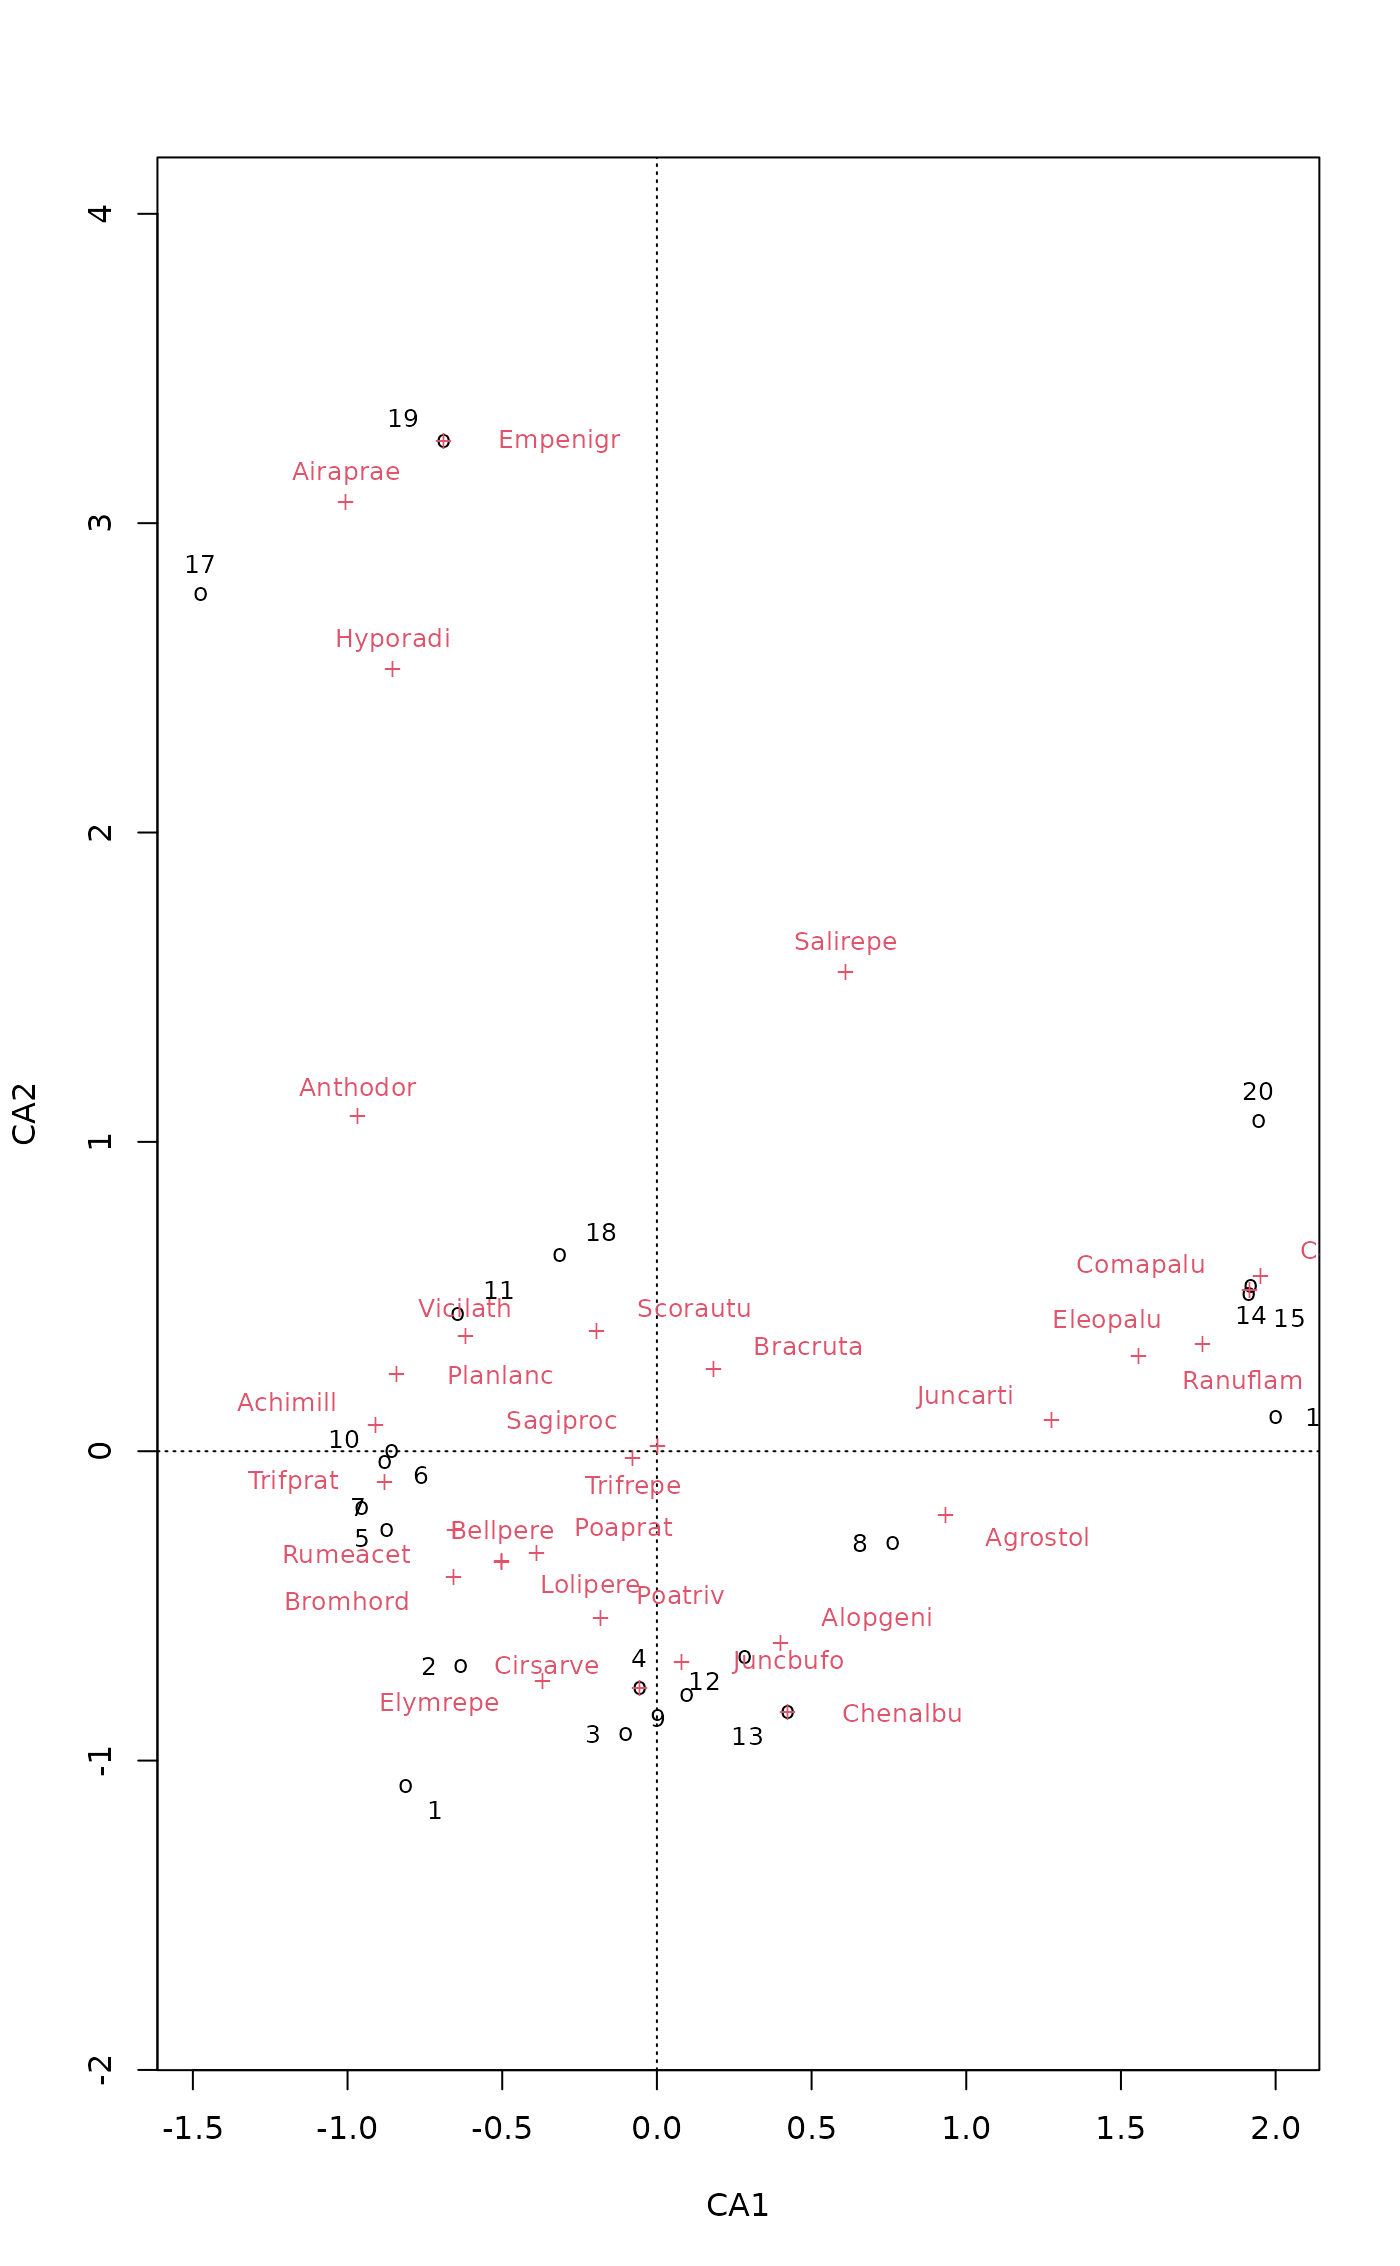 4
19
Empenigr
Airaprae
3
17
Hyporadi
2
Salirepe
Anthodor
20
1
CA2
18
C
Comapalu
11
Vicilath
Scorautu
14
15
Eleopalu
Bracruta
Planlanc
Ranuflam
Juncarti
Achimill
Sagiproc
1
10
0
6
Trifprat
Trifrepe
7
Bellpere
Poaprat
5
8
Agrostol
Rumeacet
Lolipere
Poatriv
Bromhord
Alopgeni
4
Juncbufo
2
Cirsarve
12
Elymrepe
9
Chenalbu
3
13
-1
1
-2
-1.5 -1.0 -0.5 0.0 0.5 1.0 1.5 2.0
CA1